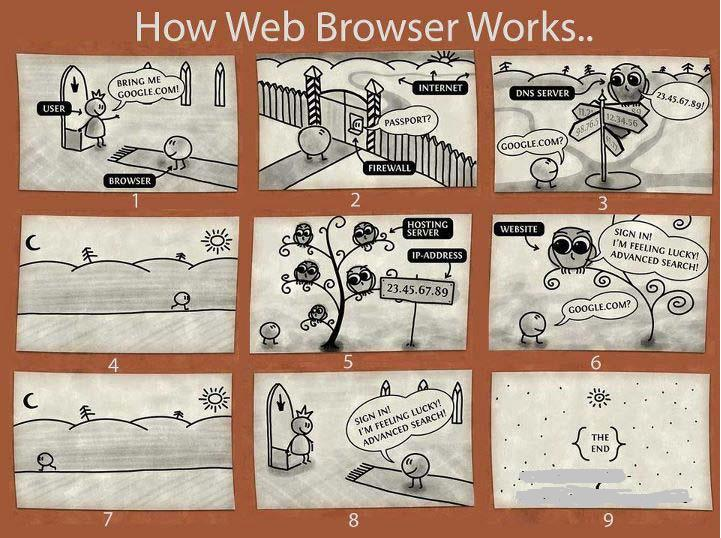 How Web Browser Works..
USER
BRING ME
GOOGLE.COM!
BROWSER
1
INTERNET
PASSPORT?
FIREWALL
2
DNS SERVER
23.45.67.89!
12.34.56
98.76.5
GOOGLE.COM?
3
4
HOSTING
SERVER
IP-ADDRESS
23.45.67.89
5
WEBSITE
SIGN IN!
I'M FEELING LUCKY!
ADVANCED SEARCH!
GOOGLE.COM?
6
7
SIGN IN!
I'M FEELING LUCKY!
ADVANCED SEARCH!
8
{ THE
END }
9